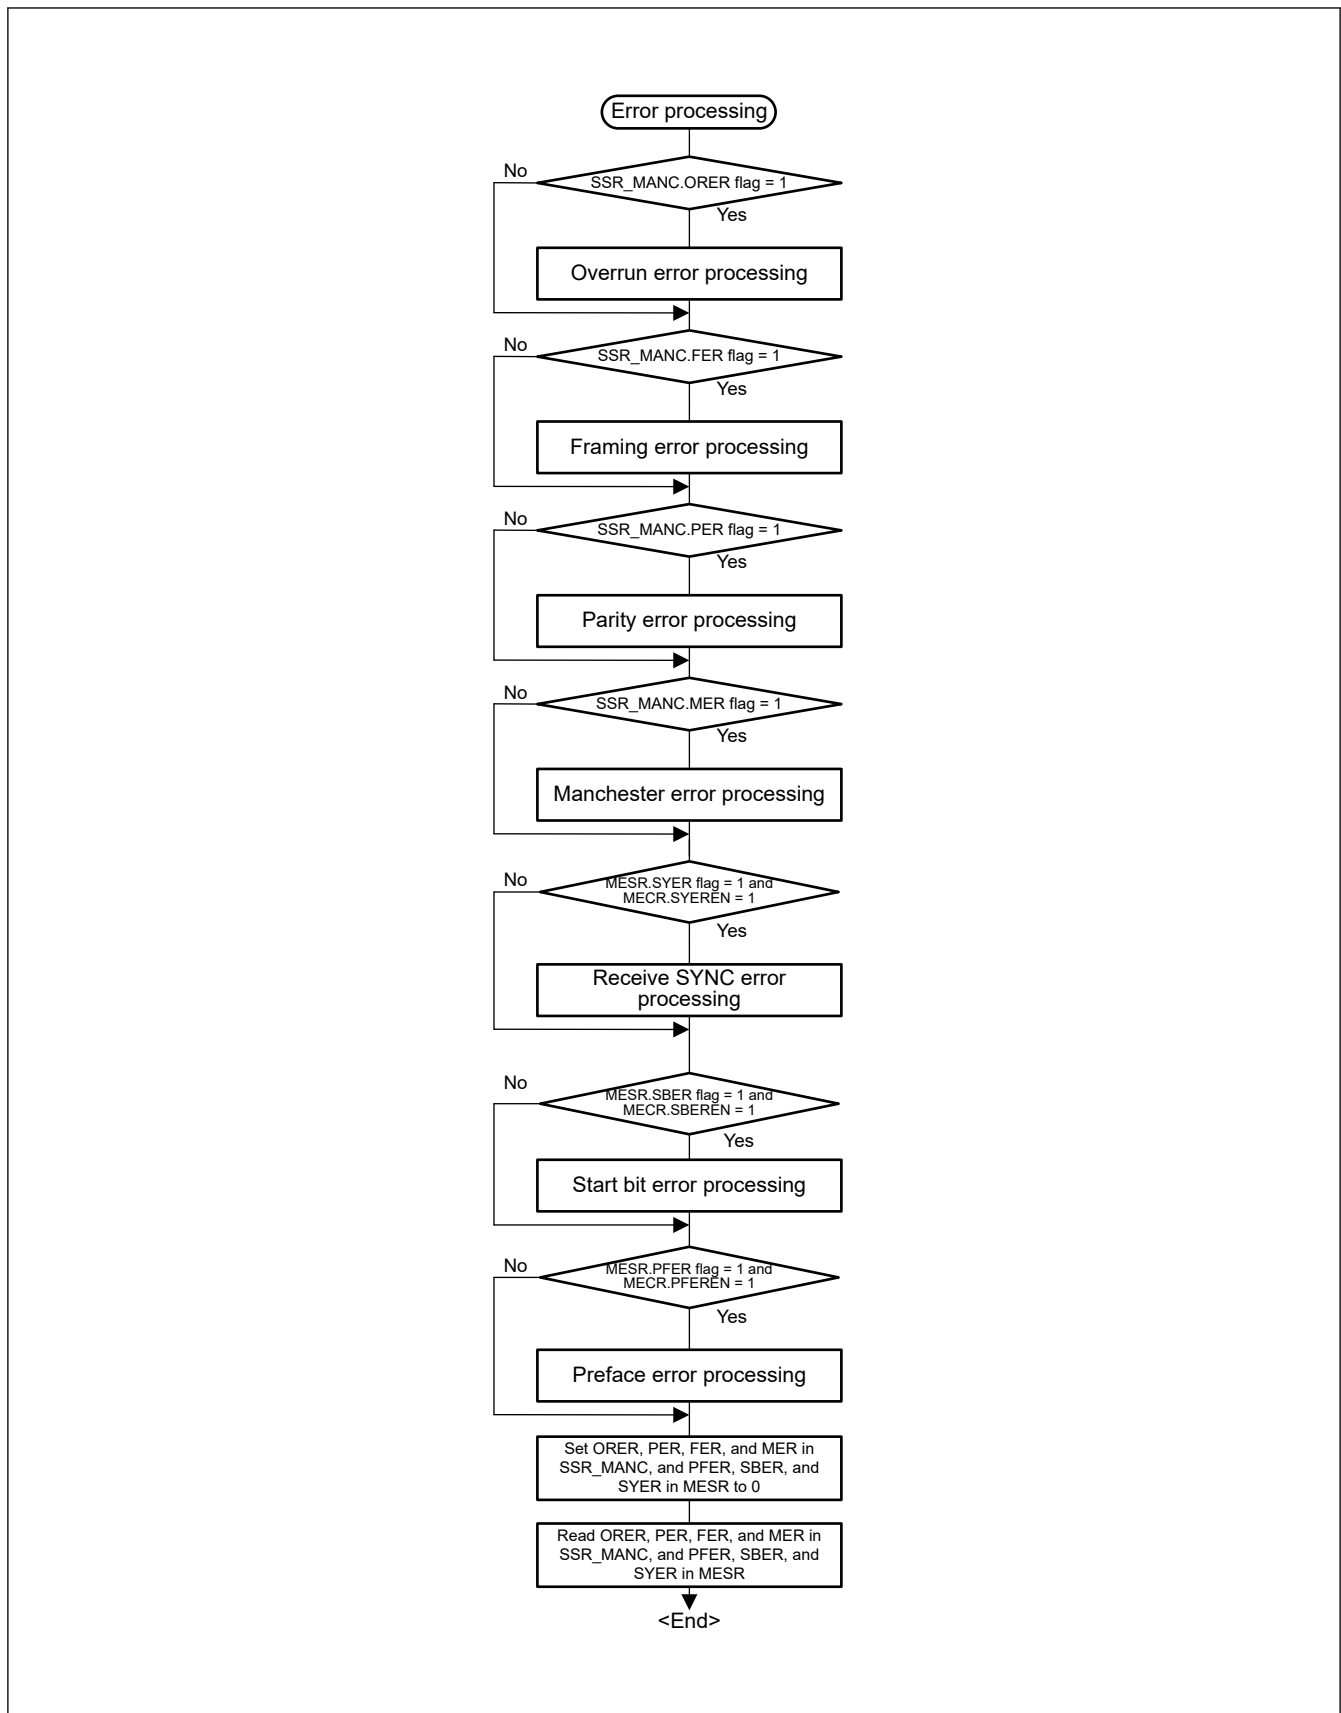 Error processing
No
SSR_MANC.ORER flag = 1
Yes
Overrun error processing
No
SSR_MANC.FER flag = 1
Yes
Framing error processing
No
SSR_MANC.PER flag = 1
Yes
Parity error processing
No
SSR_MANC.MER flag = 1
Yes
Manchester error processing
No
MESR.SYER flag = 1 and
MECR.SYEREN = 1
Yes
Receive SYNC error
processing
No
MESR.SBER flag = 1 and
MECR.SBEREN = 1
Yes
Start bit error processing
No
MESR.PFER flag = 1 and
MECR.PFEREN = 1
Yes
Preface error processing
Set ORER, PER, FER, and MER in
SSR_MANC, and PFER, SBER, and
SYER in MESR to 0
Read ORER, PER, FER, and MER in
SSR_MANC, and PFER, SBER, and
SYER in MESR
<End>